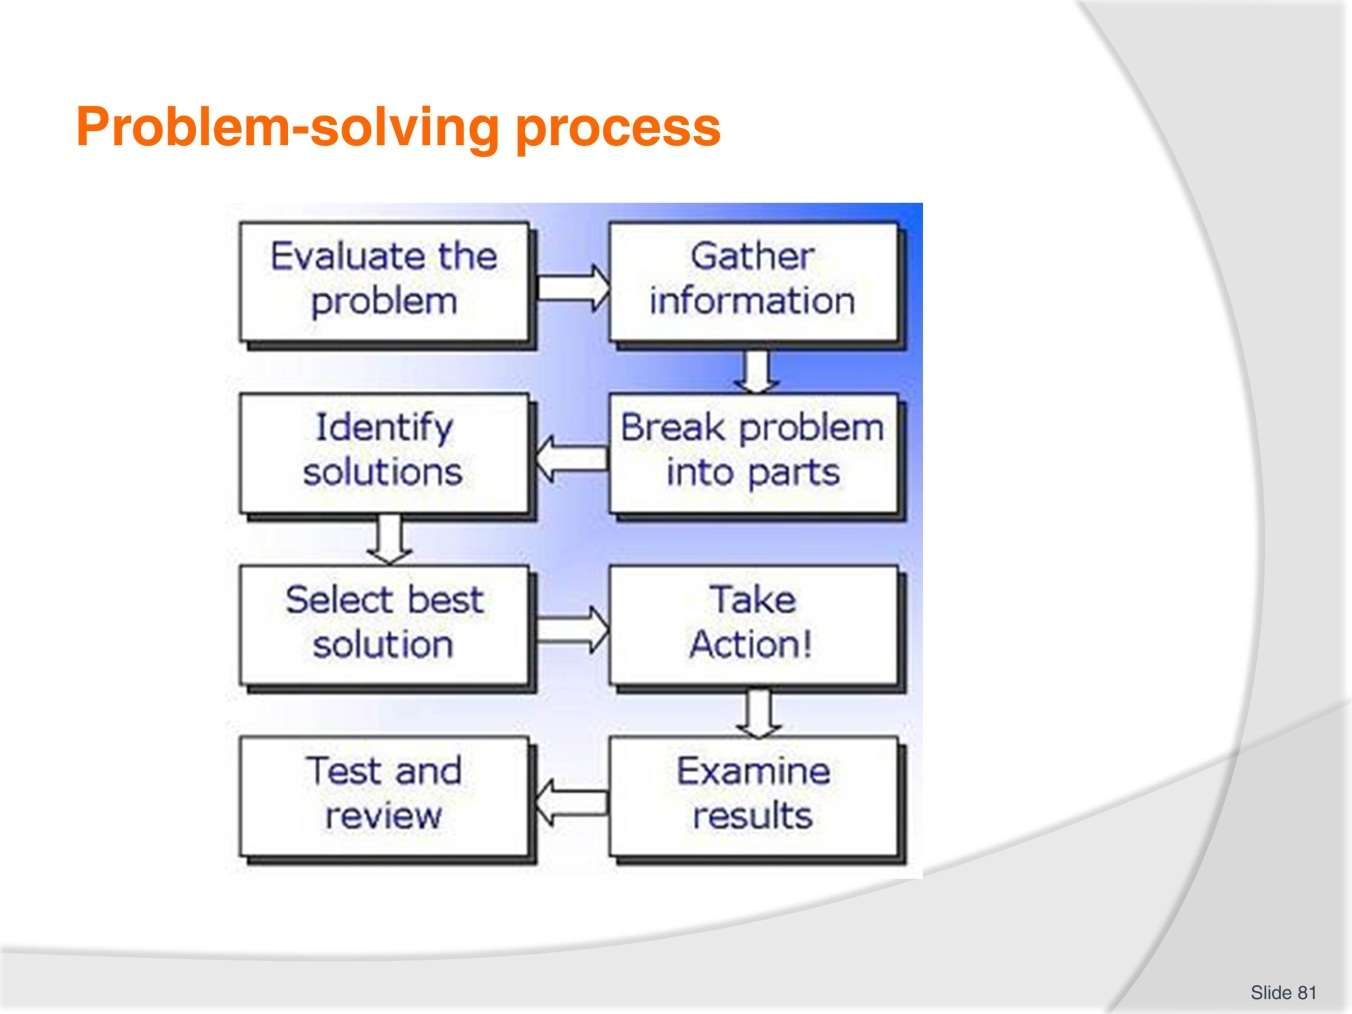 Problem-solving process
Evaluate the
problem
Gather
information
Break problem
into parts
Identify
solutions
Select best
solution
Take
Action!
Examine
results
Test and
review
Slide 81